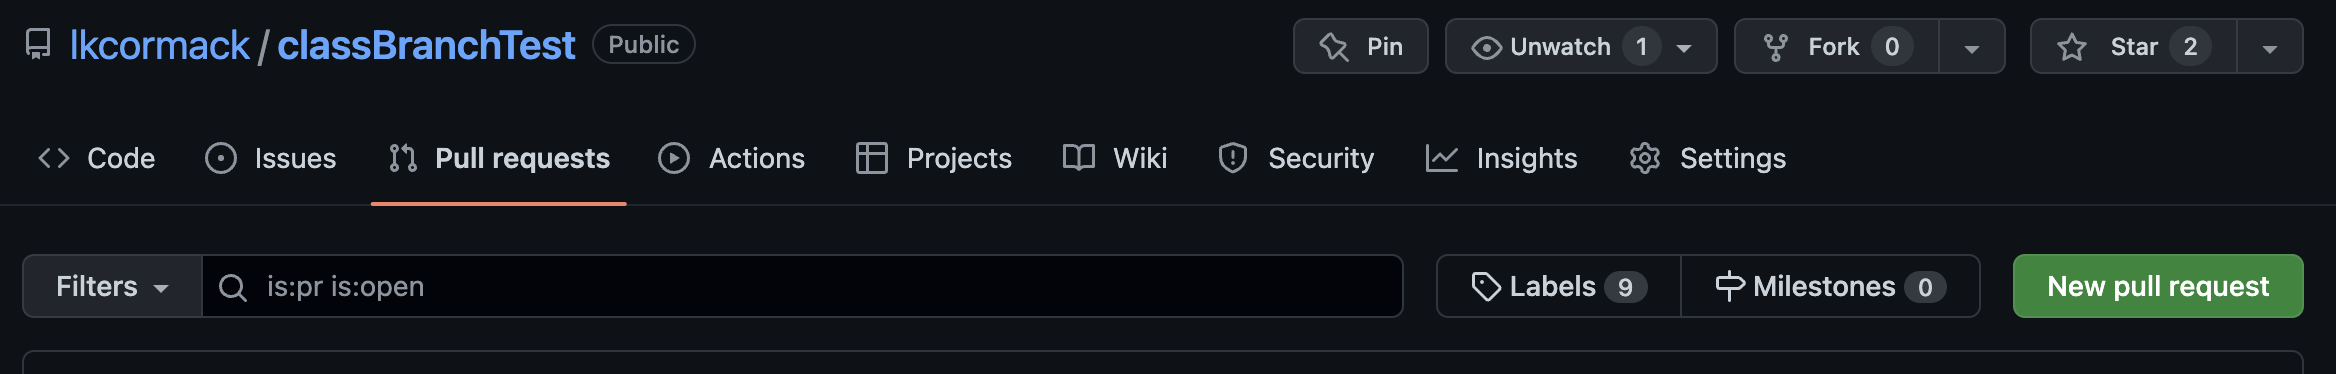 lkcormack / classBranchTest Public Pin Unwatch 1 Fork 0 Star 2
Code Issues Pull requests Actions Projects Wiki Security Insights Settings
Filters is:pr is:open Labels 9 Milestones 0 New pull request